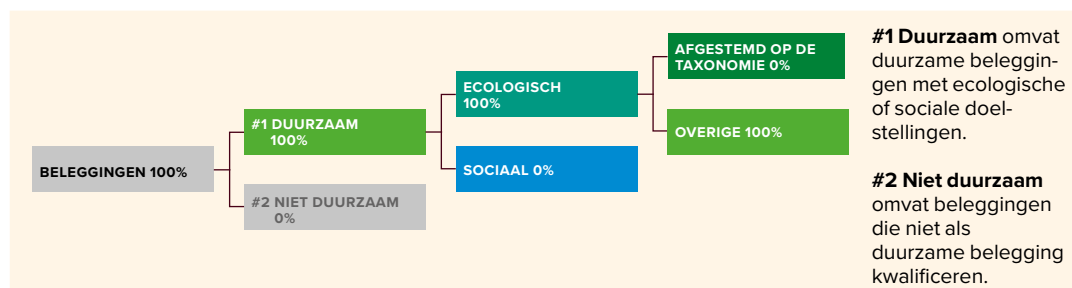 BELEGGINGEN 100%
#1 DUURZAAM
100%
#2 NIET DUURZAAM
0%
ECOLOGISCH
100%
SOCIAAL 0%
AFGESTEMD OP DE
TAXONOMIE 0%
OVERIGE 100%
#1 Duurzaam omvat
duurzame beleggin-
gen met ecologische
of sociale doel-
stellingen.
#2 Niet duurzaam
omvat beleggingen
die niet als
duurzame belegging
kwalificeren.